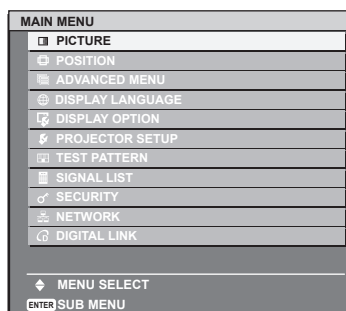 MAIN MENU
PICTURE
POSITION
ADVANCED MENU
DISPLAY LANGUAGE
DISPLAY OPTION
PROJECTOR SETUP
TEST PATTERN
SIGNAL LIST
SECURITY
NETWORK
DIGITAL LINK
MENU SELECT
ENTER SUB MENU